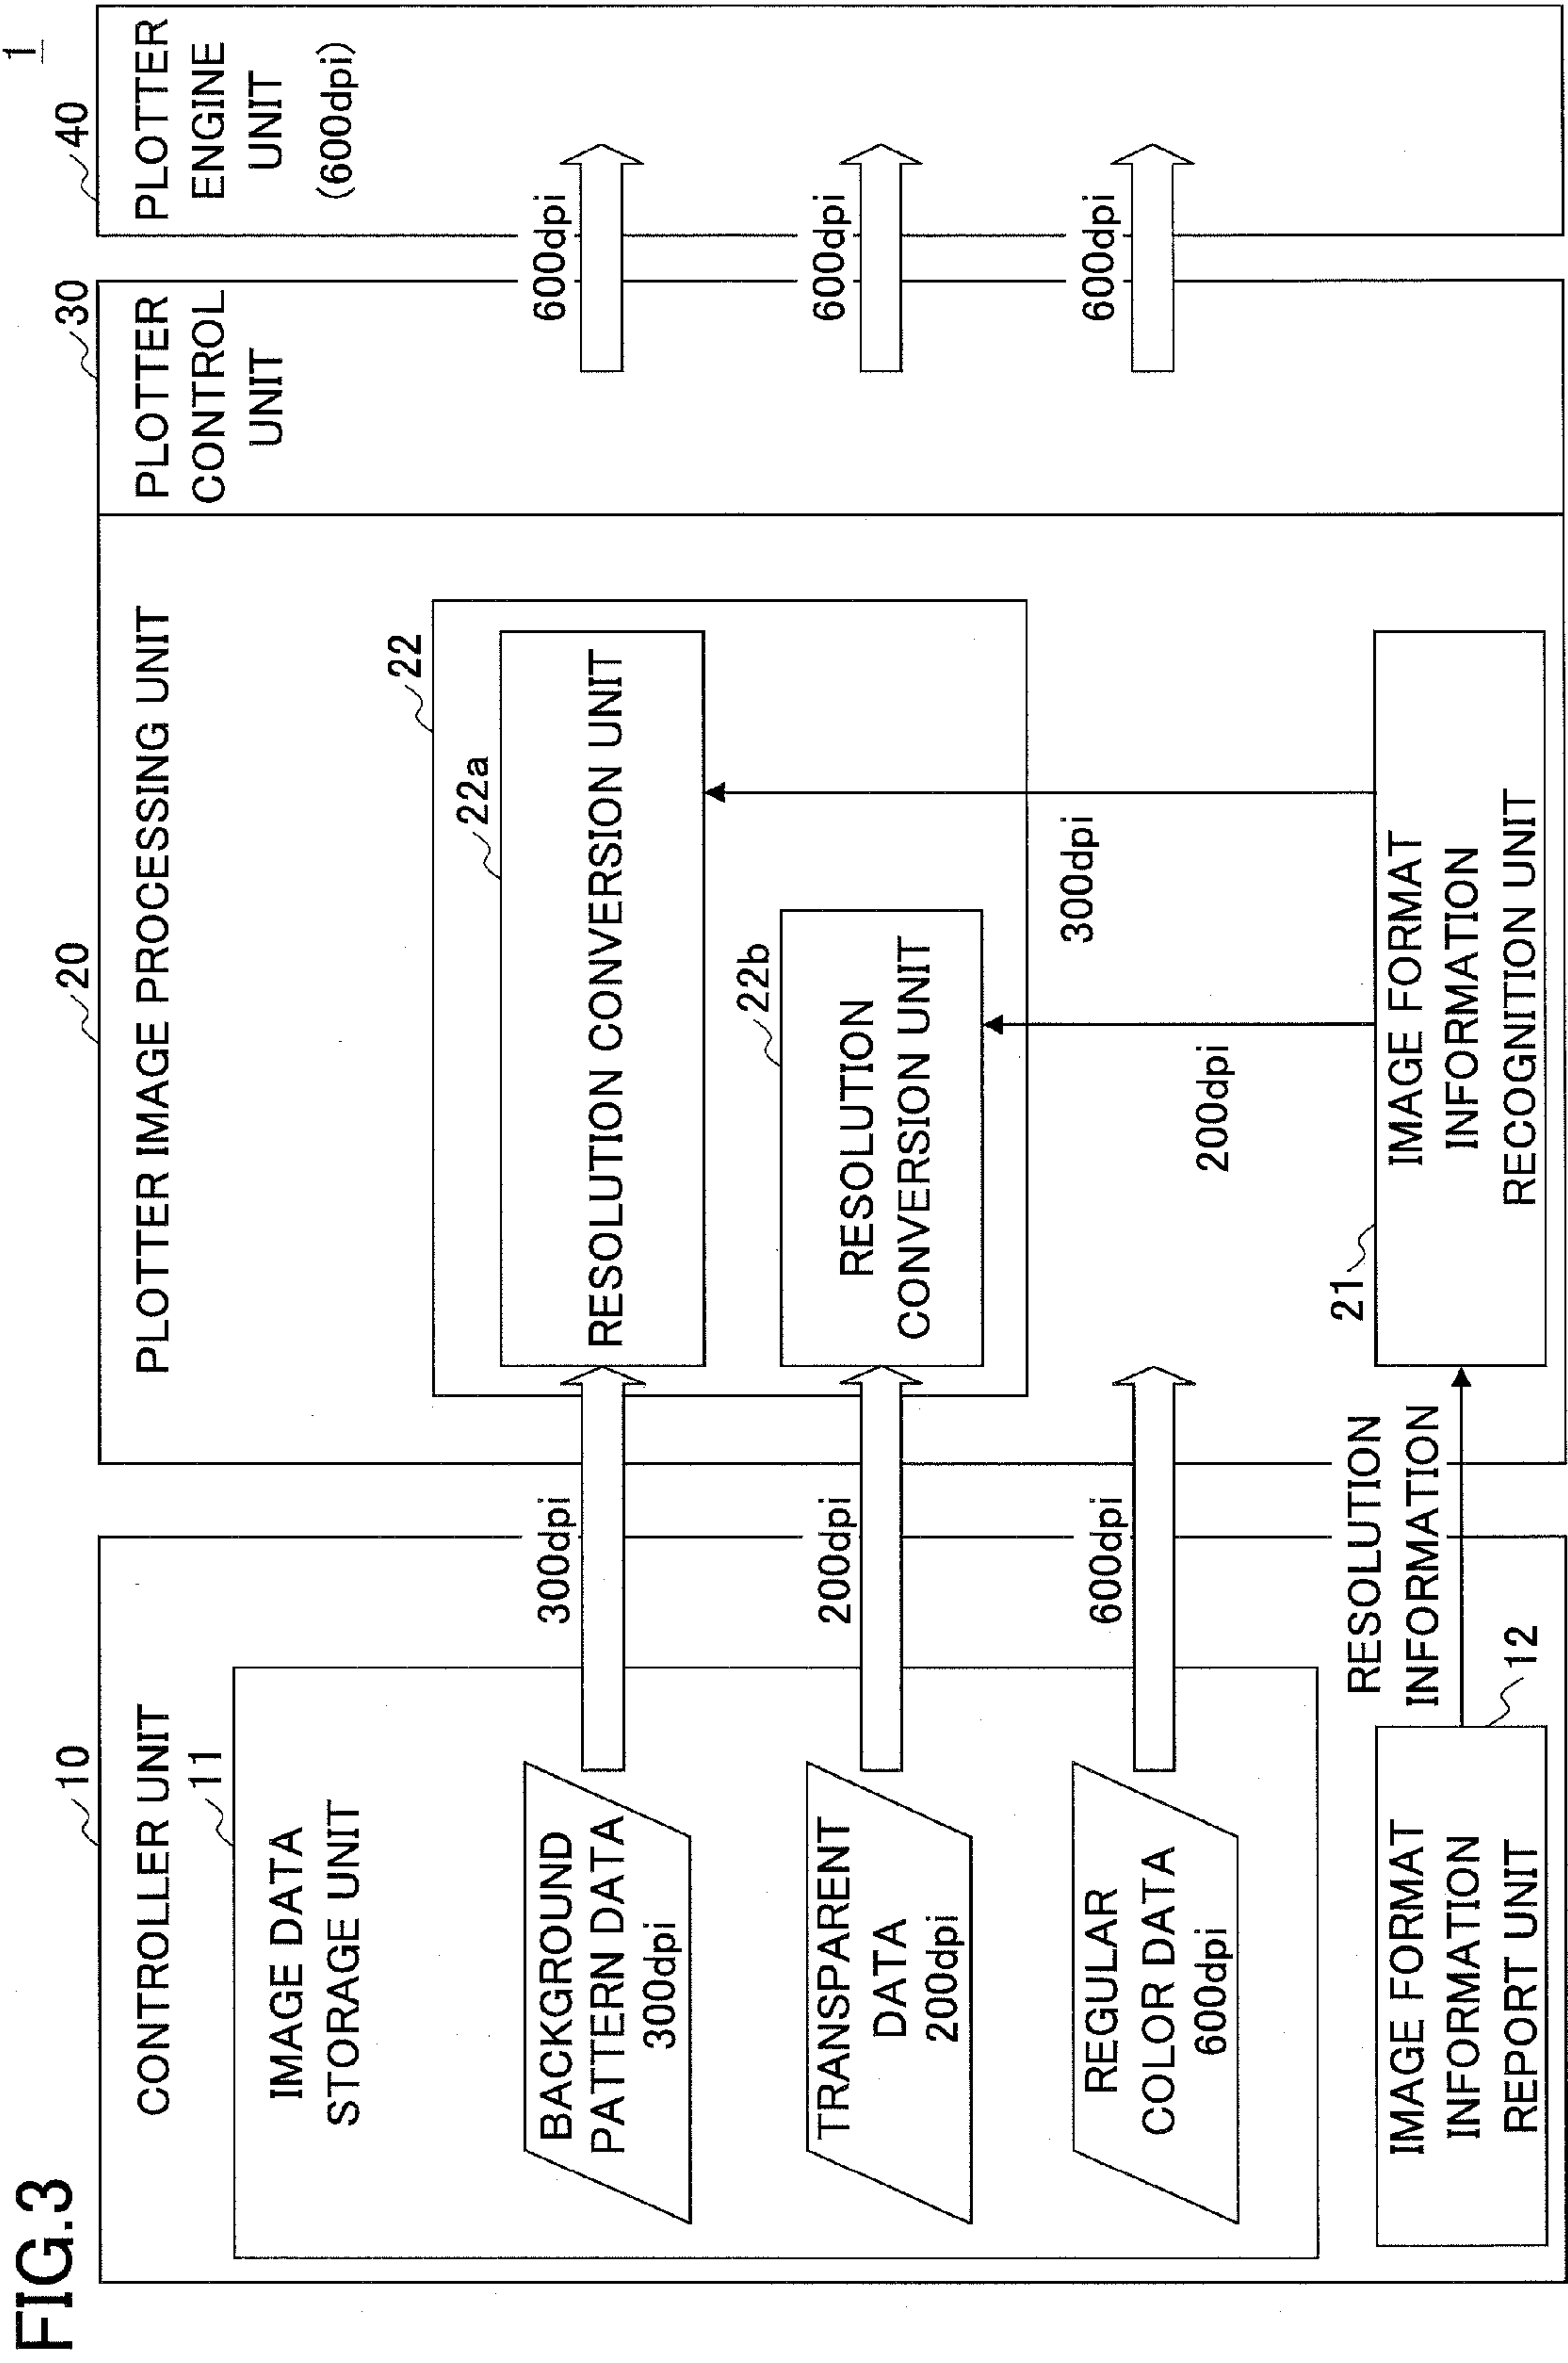 FIG.3
1
10
CONTROLLER UNIT
11
IMAGE DATA
STORAGE UNIT
BACKGROUND
PATTERN DATA
300dpi
TRANSPARENT
DATA
200dpi
REGULAR
COLOR DATA
600dpi
IMAGE FORMAT
INFORMATION
REPORT UNIT
12
300dpi
200dpi
600dpi
RESOLUTION
INFORMATION
20
PLOTTER IMAGE PROCESSING UNIT
22
22a
RESOLUTION CONVERSION UNIT
22b
RESOLUTION
CONVERSION UNIT
200dpi
300dpi
21
IMAGE FORMAT
INFORMATION
RECOGNITION UNIT
30
PLOTTER
CONTROL
UNIT
600dpi
600dpi
600dpi
40
PLOTTER
ENGINE
UNIT
(600dpi)